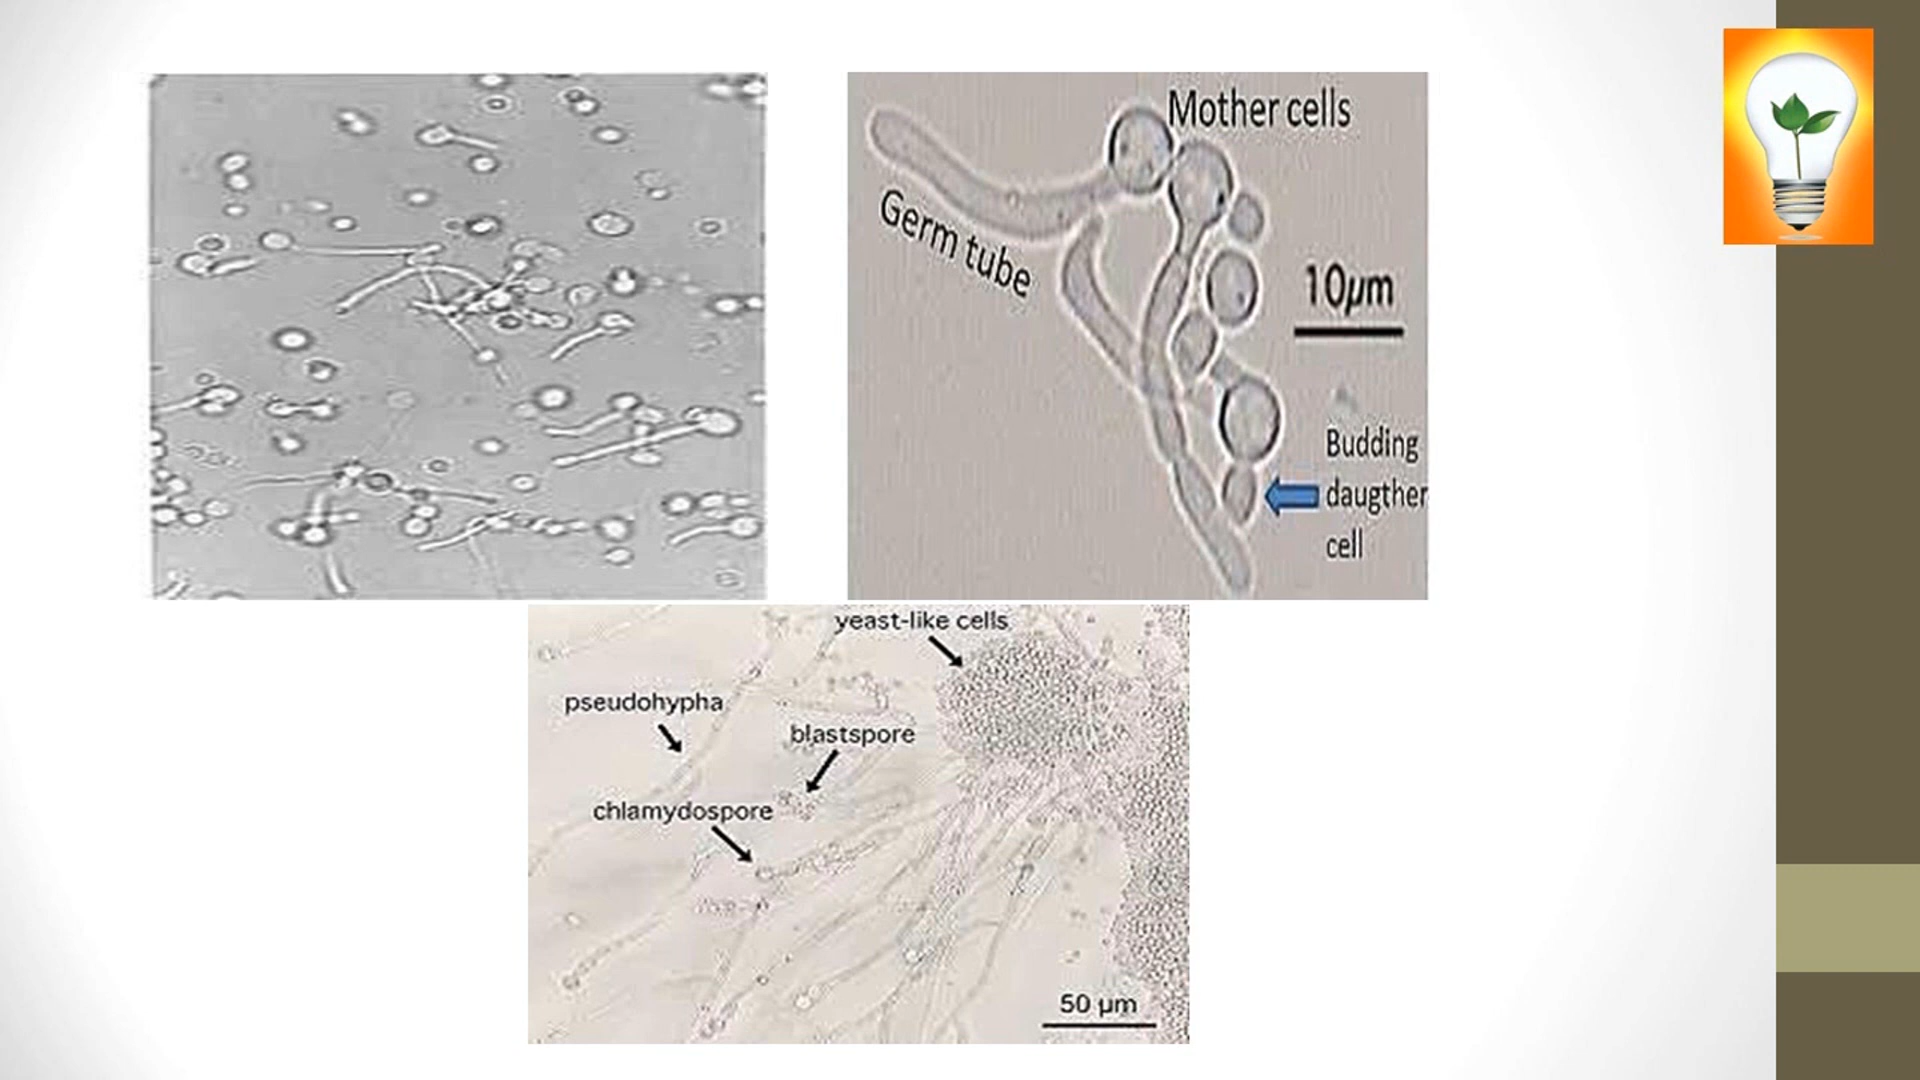 Mother cells
Germ tube
10µm
Budding
daugther
cell
yeast-like cells
pseudohypha
blastspore
chlamydospore
50 µm